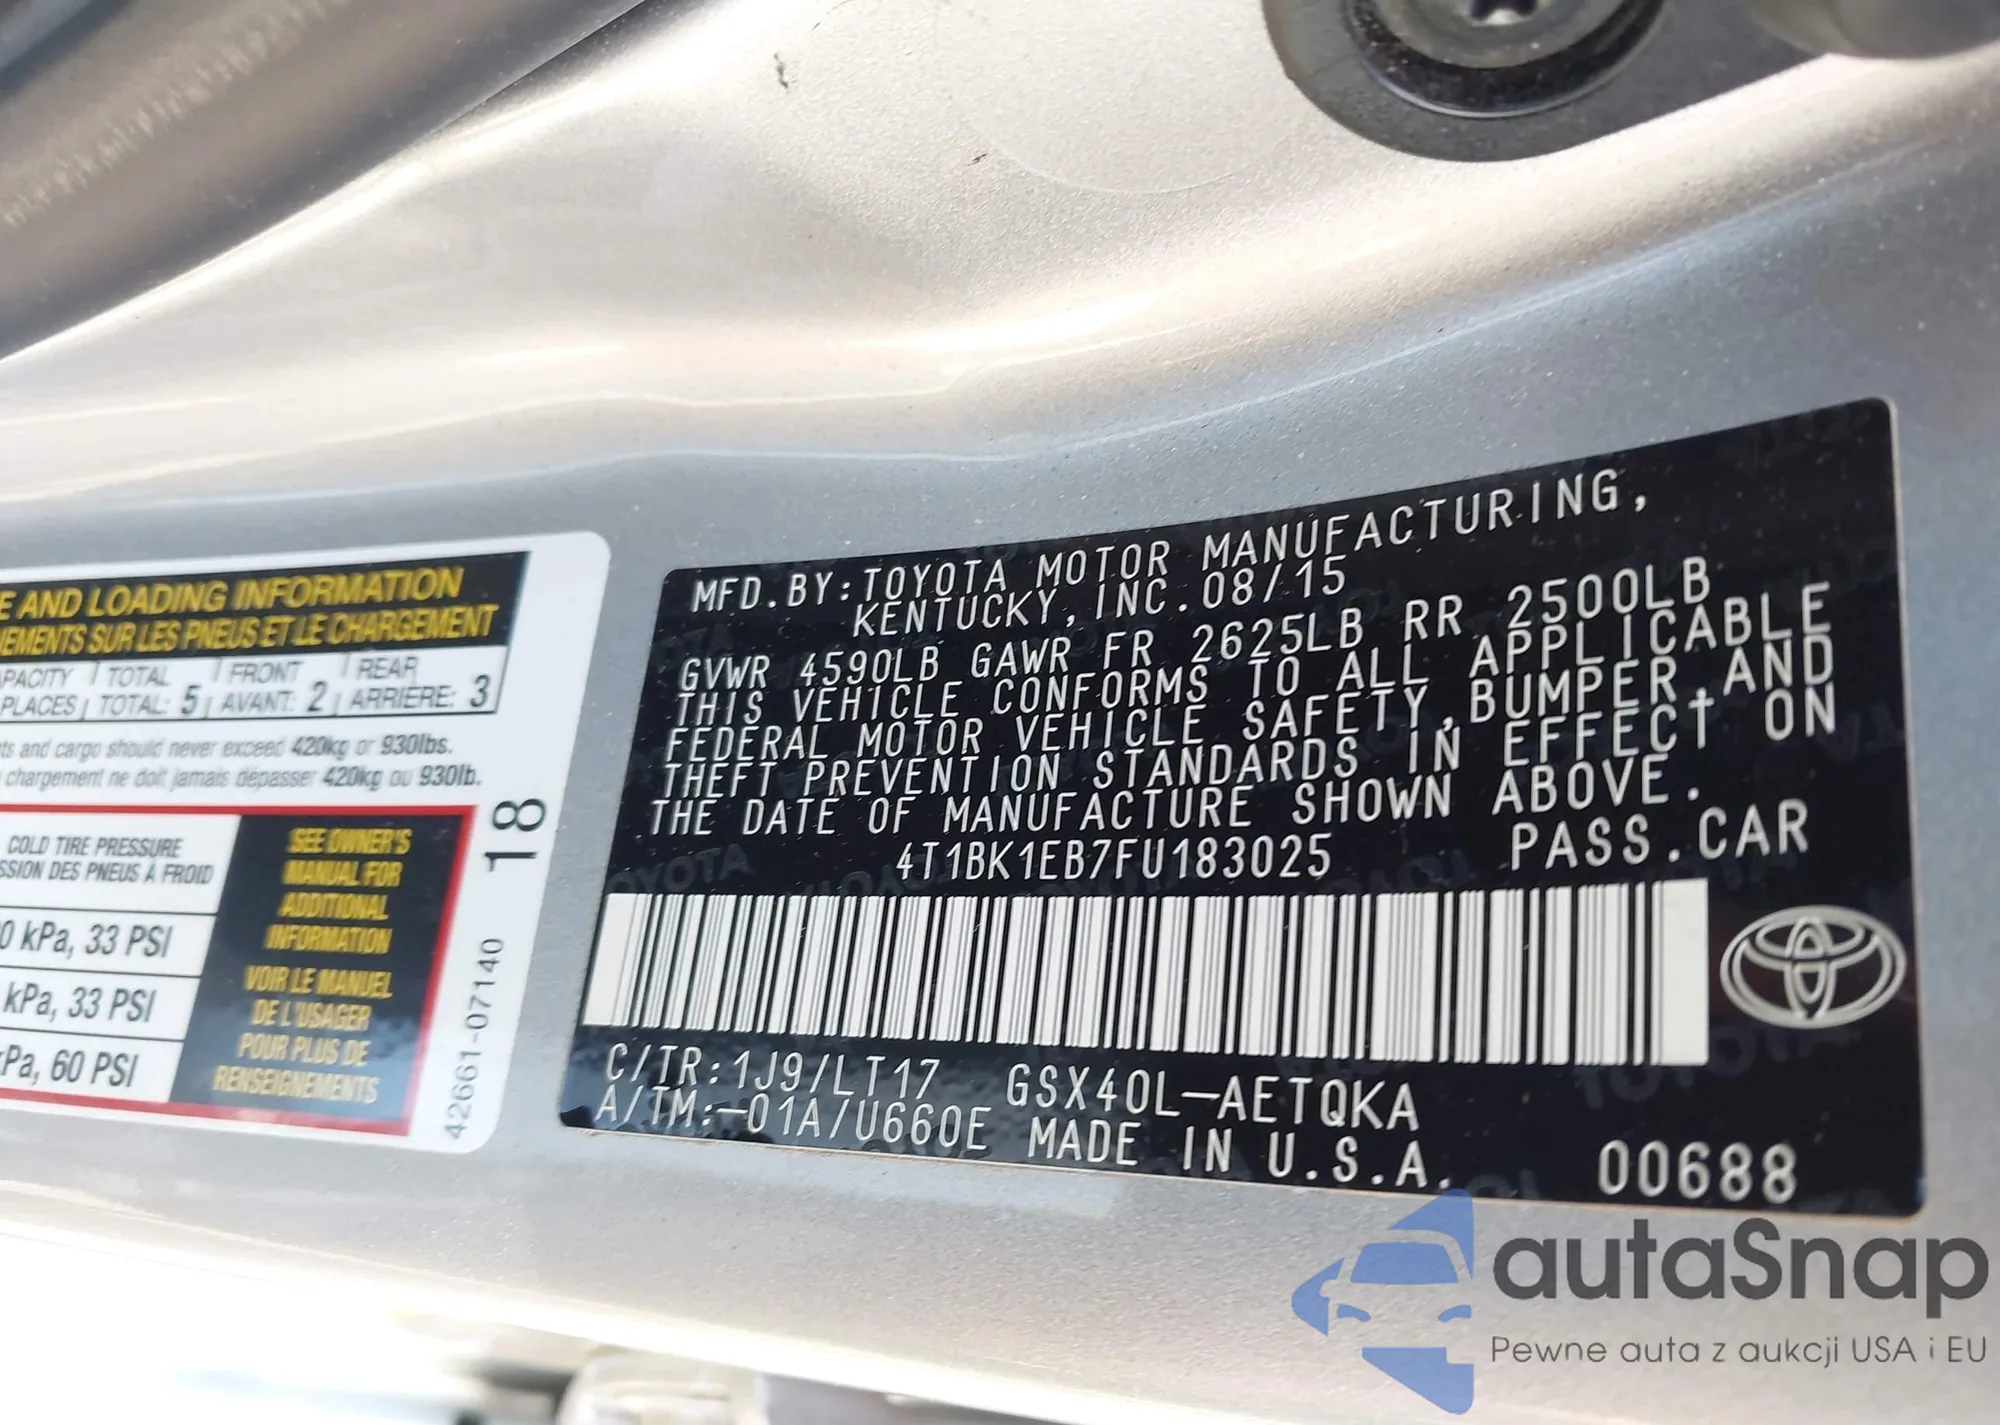 E AND LOADING INFORMATION
NEMENTS SUR LES PNEUS ET LE CHARGEMENT
TOTAL FRONT REAR
PLACES TOTAL: 5 AVANT: 2 ARRIÈRE: 3
and cargo should never exceed 420kg or 930lbs.
chargement ne doit jamais dépasser 420kg ou 930lb.
COLD TIRE PRESSURE
DES PNEUS À FROID
0 kPa, 33 PSI
kPa, 33 PSI
kPa, 60 PSI
SEE OWNER'S
MANUAL FOR
ADDITIONAL
INFORMATION
VOIR LE MANUEL
DE L'USAGER
POUR PLUS DE
RENSEIGNEMENTS
18
42661-07140
MFD.BY:TOYOTA MOTOR MANUFACTURING,
KENTUCKY, INC. 08/15
GVWR 4590LB GAWR FR 2625LB RR 2500LB
THIS VEHICLE CONFORMS TO ALL APPLICABLE
FEDERAL MOTOR VEHICLE SAFETY,BUMPER,AND
THEFT PREVENTION STANDARDS IN EFFECT ON
THE DATE OF MANUFACTURE SHOWN ABOVE.
4T1BK1EB7FU183025 PASS.CAR
C/TR:1J9/LT17 GSX40L-AETQKA
A/TM:-01A/U660E MADE IN U.S.A.
00688
autaSnap
Pewne auta z aukcji USA i EU